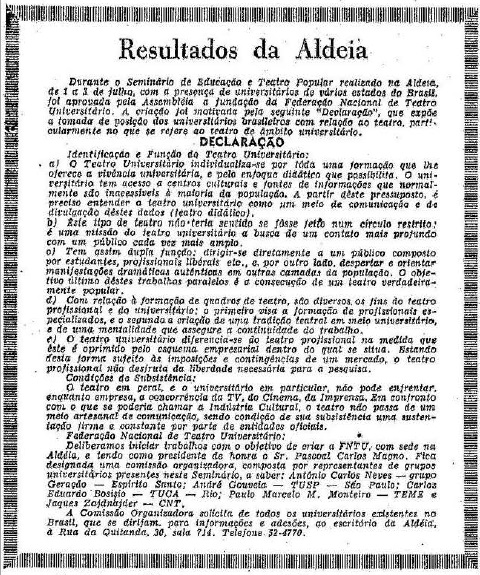 Resultados da Aldeia
Durante o Seminário de Educação e Teatro Popular realizado na Aldeia,
de 1 a 3 de julho, com a presença de universitários de vários estados do Brasil,
foi aprovada pela Assembléia a fundação da Federação Nacional de Teatro
Universitário. A criação foi motivada pela seguinte "Declaração", que expõe
a tomada de posição dos universitários brasileiros com relação ao teatro, parti-
cularmente no que se refere ao teatro de âmbito universitário.
DECLARAÇÃO
Identificação e Função do Teatro Universitário:
a) O Teatro Universitário individualiza-se por tôda uma formação que lhe
oferece a vivência universitária, e pelo enfoque didático que possibilita. O uni-
versitário tem acesso a centros culturais e fontes de informações que normal-
mente são inacessíveis à maioria da população. A partir dêste pressuposto, é
preciso entender o teatro universitário como um meio de comunicação e de
divulgação dêstes dados (teatro didático).
b) Êste tipo de teatro não teria sentido se fôsse feito num círculo restrito:
é uma missão do teatro universitário a busca de um contato mais profundo
com um público cada vez mais amplo.
c) Tem assim dupla função: dirigir-se diretamente a um público composto
por estudantes, profissionais liberais etc., e, por outro lado, despertar e orientar
manifestações dramáticas autênticas em outras camadas da população. O obje-
tivo último dêstes trabalhos paralelos é a consecução de um teatro verdadeira-
mente popular.
d) Com relação à formação de quadros de teatro, são diversos os fins do teatro
profissional e do universitário: o primeiro visa a formação de profissionais es-
pecializados, e o segundo a criação de uma tradição teatral em meio universitário,
e de uma mentalidade que assegure a continuidade do trabalho.
e) O teatro universitário diferencia-se do teatro profissional na medida que
êste é oprimido pelo esquema empresarial dentro do qual se situa. Estando
desta forma sujeito às imposições e contingências de um mercado, o teatro
profissional não desfruta da liberdade necessária para a pesquisa.
Condições de Subsistência:
O teatro em geral, e o universitário em particular, não pode enfrentar,
enquanto empresa, a concorrência da TV, do Cinema, da Imprensa. Em confronto
com o que se poderia chamar a Indústria Cultural, o teatro não passa de um
meio artesanal de comunicação, sendo condição de sua subsistência uma susten-
tação firme e constante por parte de entidades oficiais.
Federação Nacional de Teatro Universitário:
Deliberamos iniciar trabalhos com o objetivo de criar a FNTU, com sede na
Aldeia, e tendo como presidente de honra o Sr. Pascoal Carlos Magno. Fica
designada uma comissão organizadora, composta por representantes de grupos
universitários presentes neste Seminário, a saber: Antônio Carlos Neves — grupo
Geração — Espírito Santo; André Gouveia — TUSP — São Paulo; Carlos
Eduardo Bosisio — TUCA — Rio; Paulo Marcelo M. Monteiro — TEMS e
Jaques — CNT.
A Comissão Organizadora solicita de todos os universitários existentes no
Brasil, que se dirijam, para informações e adesões, ao escritório da Aldeia,
à Rua da Quitanda, 30, sala 714. Telefone 52-4770.